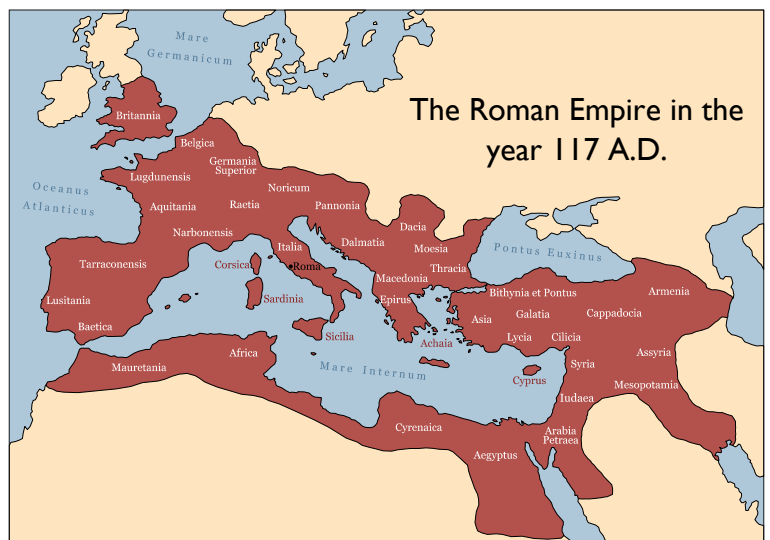 Mare
Germanicum
The Roman Empire in the
year 117 A.D.
Britannia
Belgica
Germania
Superior
Lugdunensis
Noricum
Oceanus
Atlanticus
Aquitania
Raetia
Pannonia
Narbonensis
Dacia
Italia
Dalmatia
Moesia
Pontus Euxinus
Tarraconensis
Corsica
Roma
Thracia
Macedonia
Lusitania
Sardinia
Epirus
Bithynia et Pontus
Armenia
Baetica
Asia
Galatia
Cappadocia
Sicilia
Achaia
Lycia
Cilicia
Mauretania
Africa
Mare Internum
Cyprus
Syria
Assyria
Mesopotamia
Iudaea
Cyrenaica
Arabia
Petraea
Aegyptus